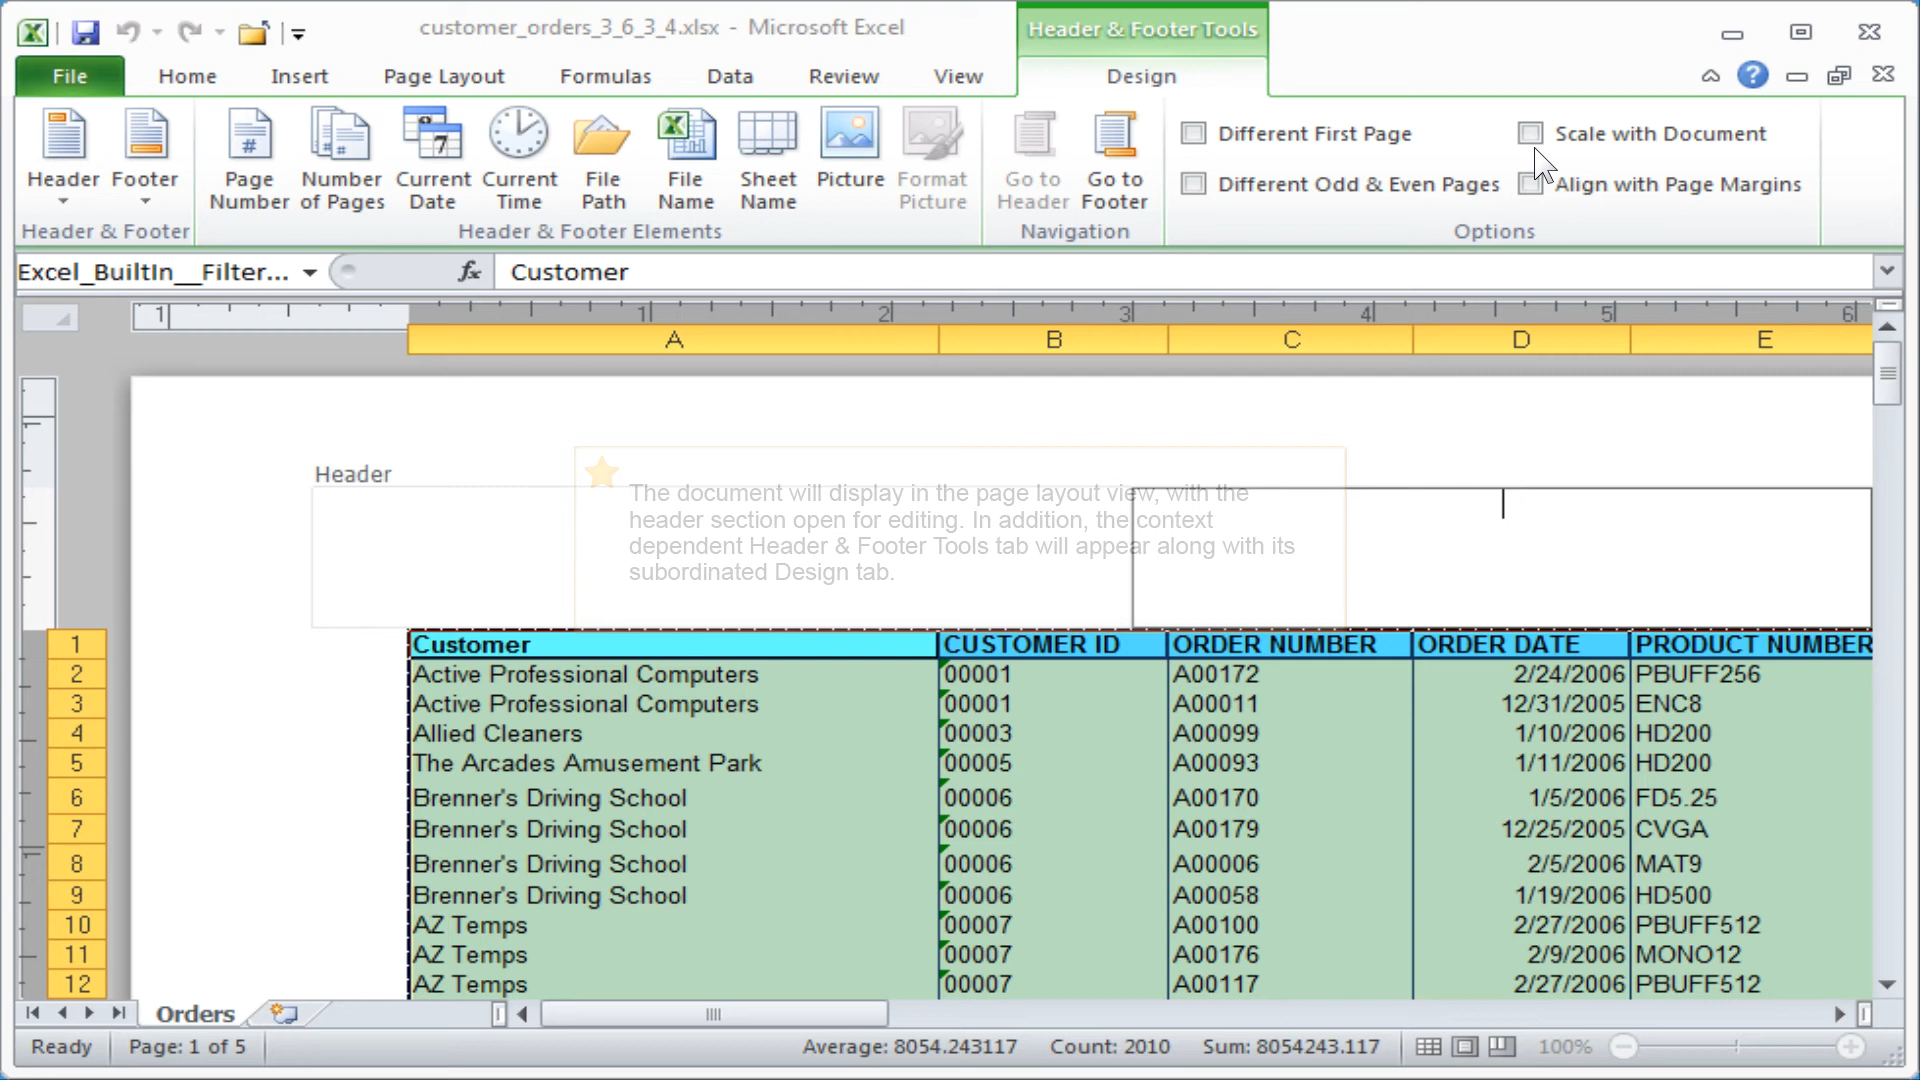 customer_orders_3_6_3_4.xlsx - Microsoft Excel
Header & Footer Tools
File Home Insert Page Layout Formulas Data Review View Design
Header
Footer
Page Number
Number of Pages
Current Date
Current Time
File Path
File Name
Sheet Name
Picture
Format Picture
Go to Header
Go to Footer
Different First Page
Scale with Document
Different Odd & Even Pages
Align with Page Margins
Header & Footer
Header & Footer Elements
Navigation
Options
Excel_BuiltIn__Filter... fx Customer
1 1 2 3 4 5 6
A B C D E
Header
The document will display in the page layout view, with the
header section open for editing. In addition, the context
dependent Header & Footer Tools tab will appear along with its
subordinated Design tab.
1 Customer CUSTOMER ID ORDER NUMBER ORDER DATE PRODUCT NUMBER
2 Active Professional Computers 00001 A00172 2/24/2006 PBUFF256
3 Active Professional Computers 00001 A00011 12/31/2005 ENC8
4 Allied Cleaners 00003 A00099 1/10/2006 HD200
5 The Arcades Amusement Park 00005 A00093 1/11/2006 HD200
6 Brenner's Driving School 00006 A00170 1/5/2006 FD5.25
7 Brenner's Driving School 00006 A00179 12/25/2005 CVGA
8 Brenner's Driving School 00006 A00006 2/5/2006 MAT9
9 Brenner's Driving School 00006 A00058 1/19/2006 HD500
10 AZ Temps 00007 A00100 2/27/2006 PBUFF512
11 AZ Temps 00007 A00176 2/9/2006 MONO12
12 AZ Temps 00007 A00117 2/27/2006 PBUFF512
Orders
Ready Page: 1 of 5 Average: 8054.243117 Count: 2010 Sum: 8054243.117 100%